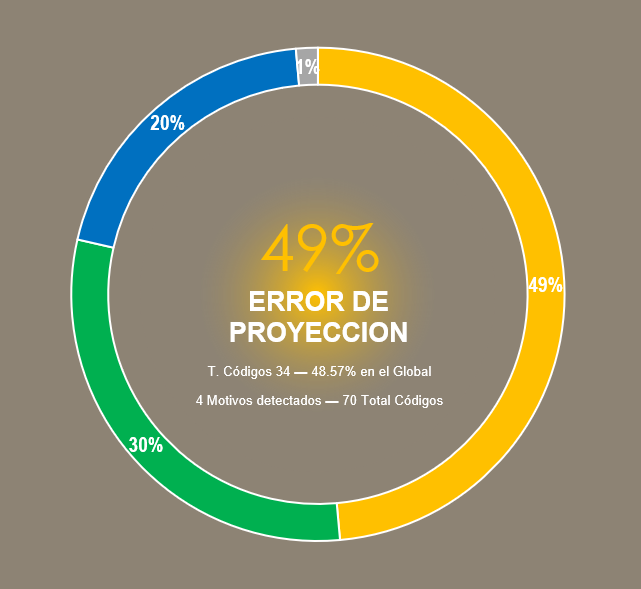 1%
20%
49%
49%
ERROR DE
PROYECCION
T. Códigos 34 — 48.57% en el Global
4 Motivos detectados — 70 Total Códigos
30%